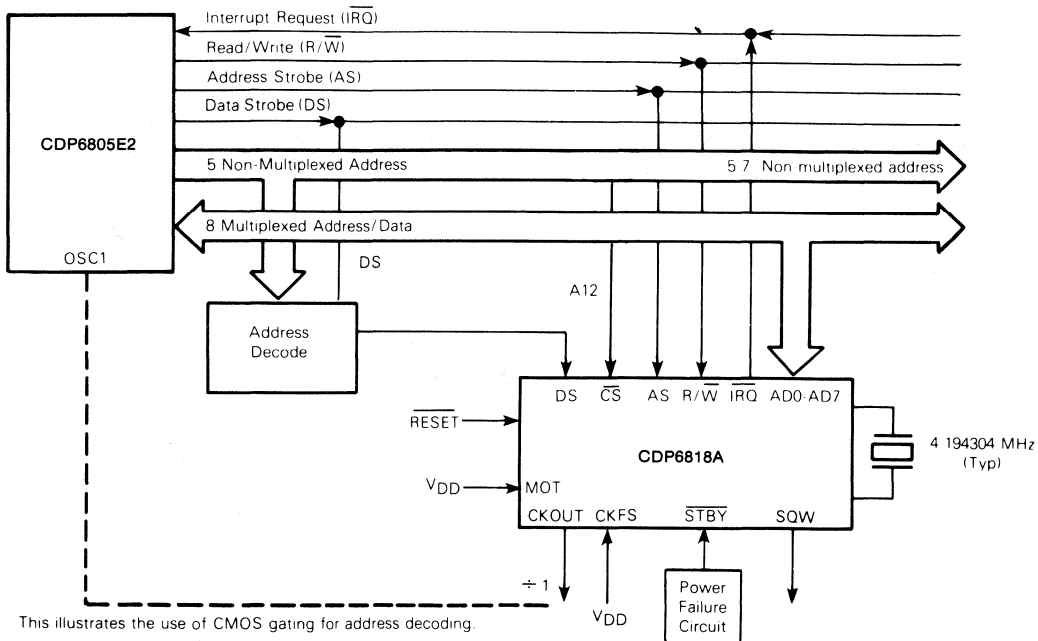 Interrupt Request (IRQ)
Read/Write (R/W)
Address Strobe (AS)
Data Strobe (DS)
CDP6805E2
5 Non-Multiplexed Address
5 7 Non-multiplexed address
8 Multiplexed Address/Data
OSC1
DS
A12
Address
Decode
DS CS AS R/W IRQ AD0-AD7
RESET
CDP6818A
4 194304 MHz
(Typ)
VDD
MOT
CKOUT CKFS STBY SQW
÷ 1
VDD
Power
Failure
Circuit
This illustrates the use of CMOS gating for address decoding.